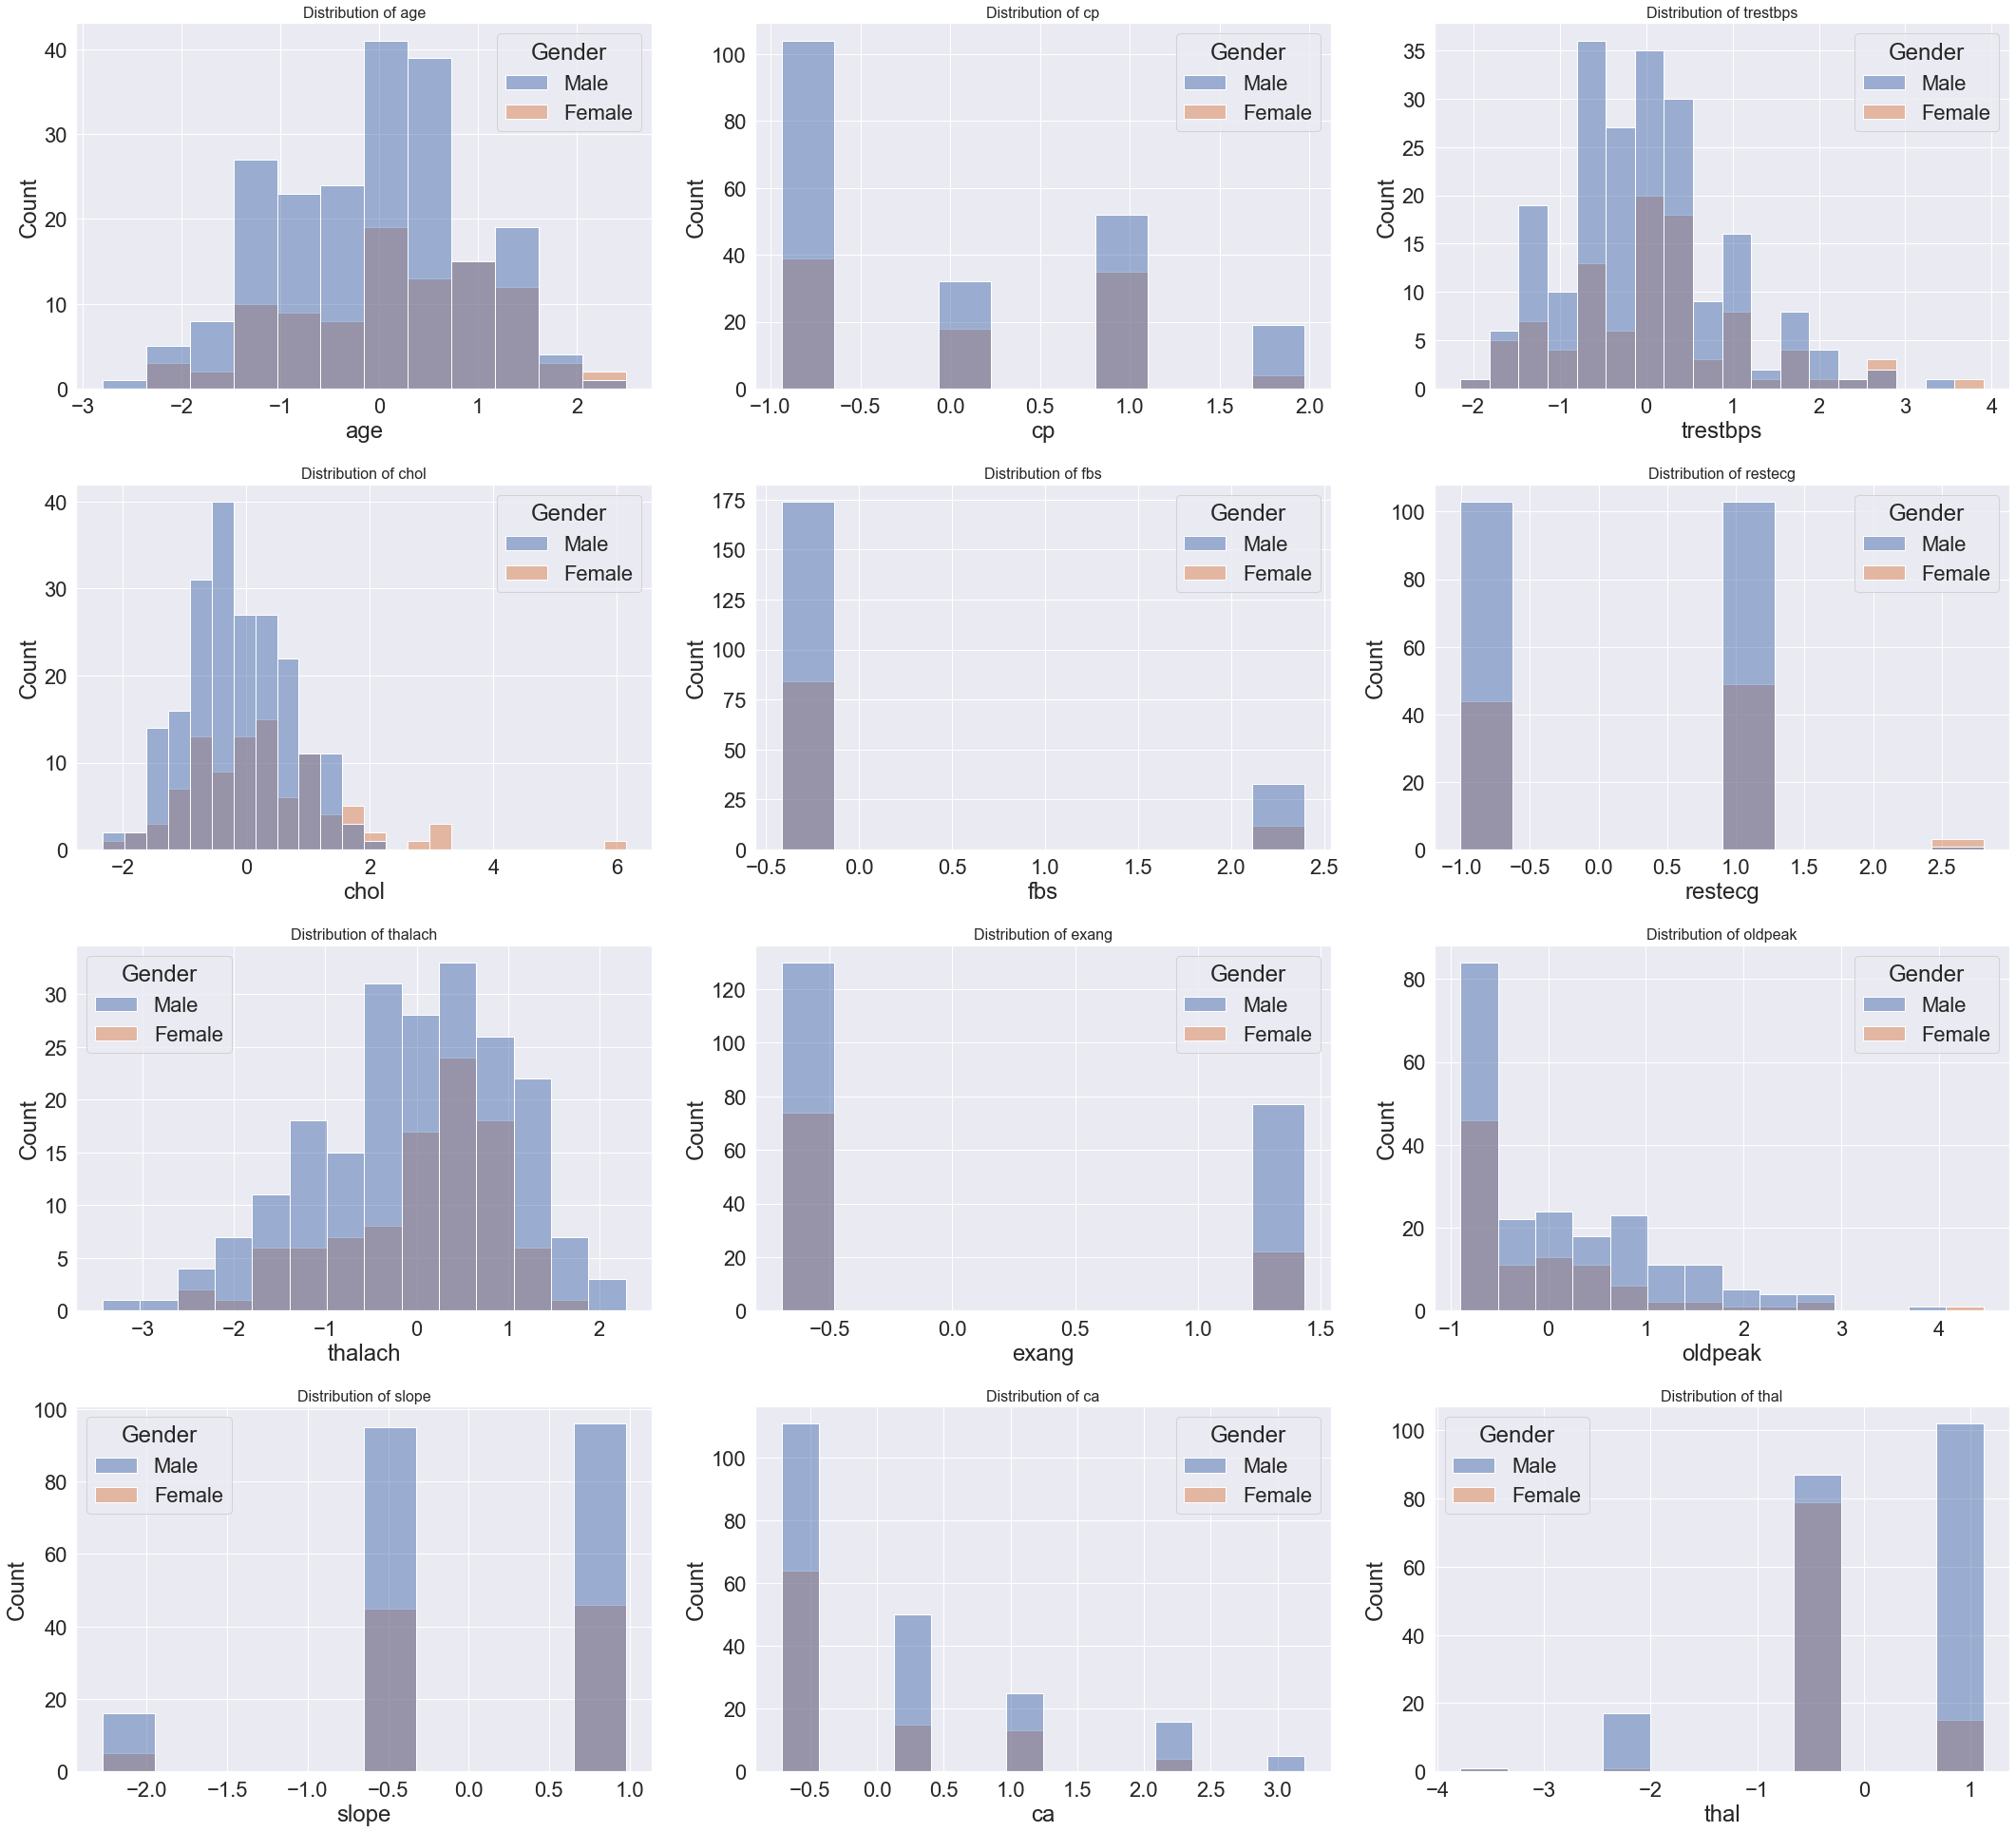 Distribution of age
Gender
Male
Female
Count
40
30
20
10
0
−3 −2 −1 0 1 2
age
Distribution of cp
Gender
Male
Female
Count
100
80
60
40
20
0
−1.0 −0.5 0.0 0.5 1.0 1.5 2.0
cp
Distribution of trestbps
Gender
Male
Female
Count
35
30
25
20
15
10
5
0
−2 −1 0 1 2 3 4
trestbps
Distribution of chol
Gender
Male
Female
Count
40
30
20
10
0
−2 0 2 4 6
chol
Distribution of fbs
Gender
Male
Female
Count
175
150
125
100
75
50
25
0
−0.5 0.0 0.5 1.0 1.5 2.0 2.5
fbs
Distribution of restecg
Gender
Male
Female
Count
100
80
60
40
20
0
−1.0 −0.5 0.0 0.5 1.0 1.5 2.0 2.5
restecg
Distribution of thalach
Gender
Male
Female
Count
30
25
20
15
10
5
0
−3 −2 −1 0 1 2
thalach
Distribution of exang
Gender
Male
Female
Count
120
100
80
60
40
20
0
−0.5 0.0 0.5 1.0 1.5
exang
Distribution of oldpeak
Gender
Male
Female
Count
80
60
40
20
0
−1 0 1 2 3 4
oldpeak
Distribution of slope
Gender
Male
Female
Count
100
80
60
40
20
0
−2.0 −1.5 −1.0 −0.5 0.0 0.5 1.0
slope
Distribution of ca
Gender
Male
Female
Count
100
80
60
40
20
0
−0.5 0.0 0.5 1.0 1.5 2.0 2.5 3.0
ca
Distribution of thal
Gender
Male
Female
Count
100
80
60
40
20
0
−4 −3 −2 −1 0 1
thal